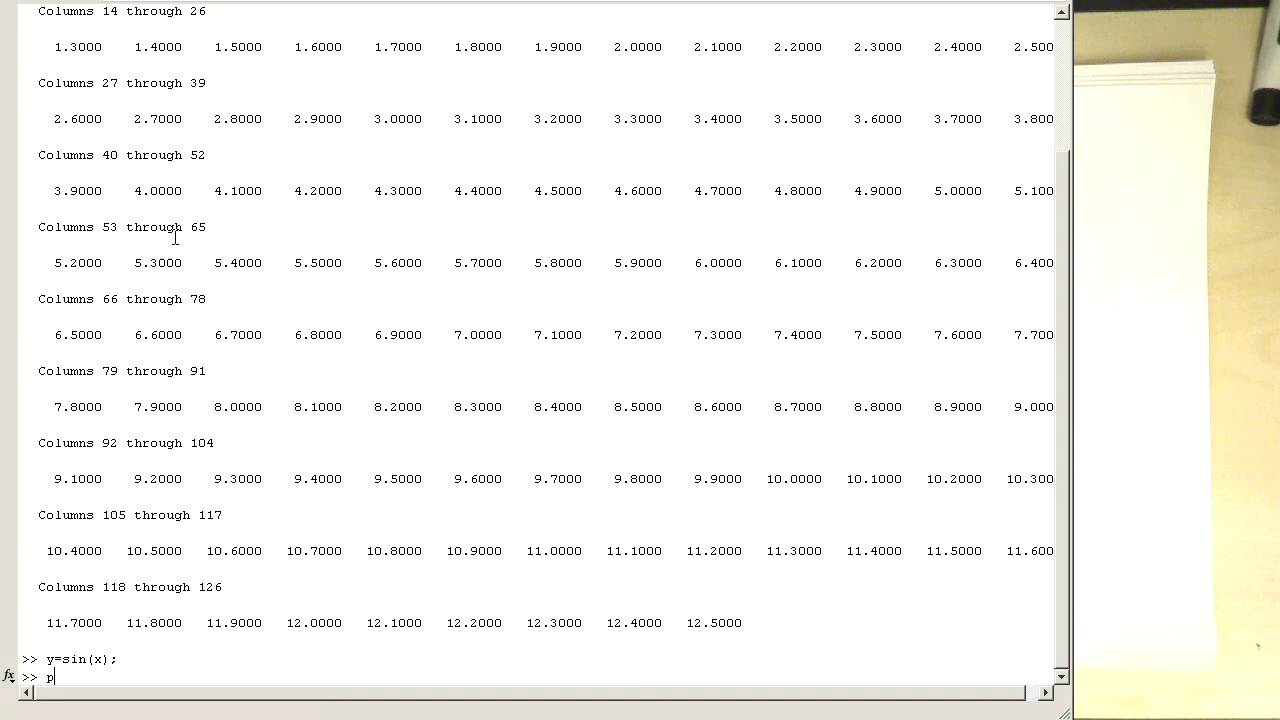 Columns 14 through 26
1.3000 1.4000 1.5000 1.6000 1.7000 1.8000 1.9000 2.0000 2.1000 2.2000 2.3000 2.4000 2.500
Columns 27 through 39
2.6000 2.7000 2.8000 2.9000 3.0000 3.1000 3.2000 3.3000 3.4000 3.5000 3.6000 3.7000 3.800
Columns 40 through 52
3.9000 4.0000 4.1000 4.2000 4.3000 4.4000 4.5000 4.6000 4.7000 4.8000 4.9000 5.0000 5.100
Columns 53 through 65
5.2000 5.3000 5.4000 5.5000 5.6000 5.7000 5.8000 5.9000 6.0000 6.1000 6.2000 6.3000 6.400
Columns 66 through 78
6.5000 6.6000 6.7000 6.8000 6.9000 7.0000 7.1000 7.2000 7.3000 7.4000 7.5000 7.6000 7.700
Columns 79 through 91
7.8000 7.9000 8.0000 8.1000 8.2000 8.3000 8.4000 8.5000 8.6000 8.7000 8.8000 8.9000 9.000
Columns 92 through 104
9.1000 9.2000 9.3000 9.4000 9.5000 9.6000 9.7000 9.8000 9.9000 10.0000 10.1000 10.2000 10.300
Columns 105 through 117
10.4000 10.5000 10.6000 10.7000 10.8000 10.9000 11.0000 11.1000 11.2000 11.3000 11.4000 11.5000 11.600
Columns 118 through 126
11.7000 11.8000 11.9000 12.0000 12.1000 12.2000 12.3000 12.4000 12.5000
>> y=sin(x);
fx >> p